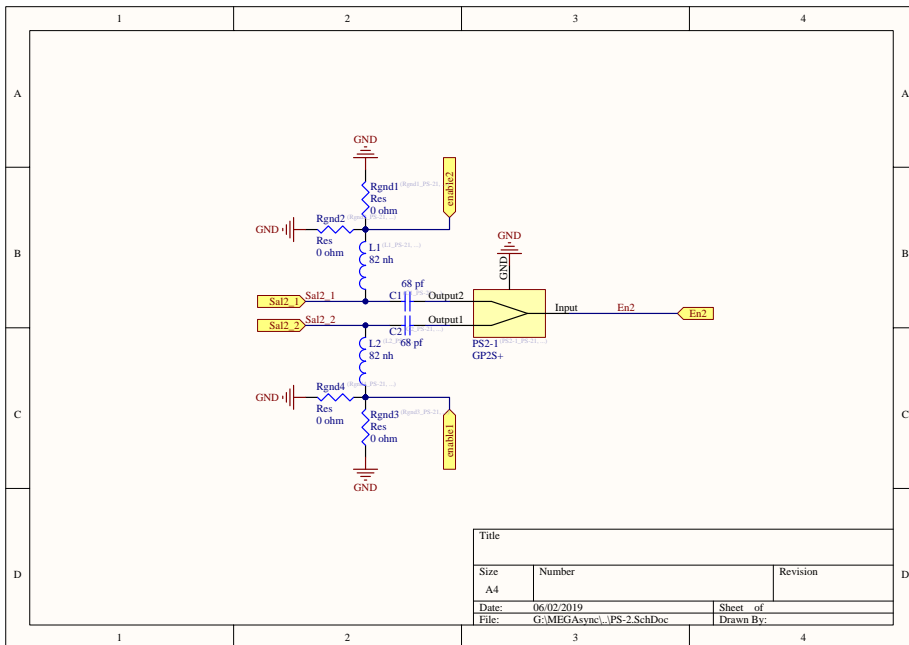 1 2 3 4
A A
GND
Rgnd1
Res
0 ohm
enable2
Rgnd2
GND
Res
0 ohm
B B
L1
82 nh
GND
GND
68 pf
Sal2_1 Sal2_1 C1 Output2
Input En2 En2
Sal2_2 Sal2_2 Output1
C2
68 pf
L2
82 nh
PS2-1
GP2S+
Rgnd4
GND
Res
0 ohm
Rgnd3
Res
0 ohm
enable1
C C
GND
Title
Size Number Revision
A4
D D
Date: 06/02/2019 Sheet of
File: G:\MEGAsync\..\PS-2.SchDoc Drawn By:
1 2 3 4